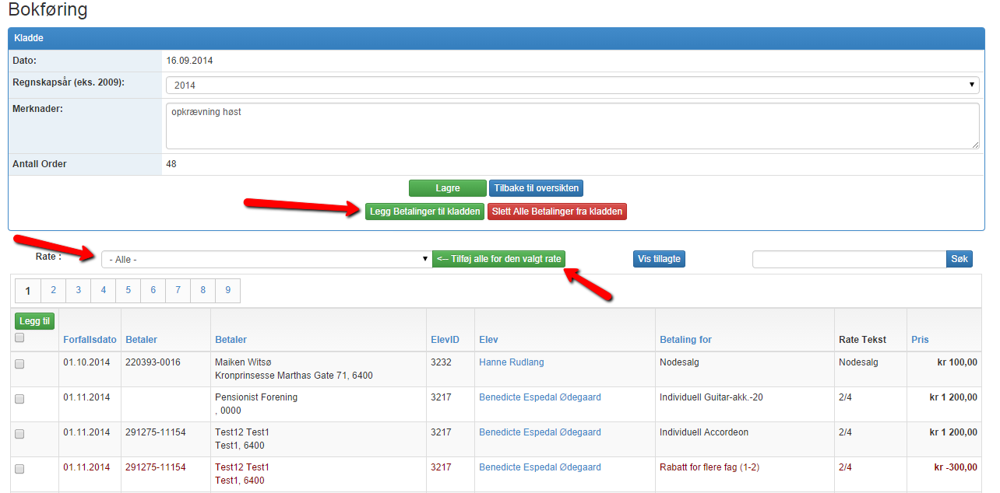 Bokføring
Kladde
Dato: 16.09.2014
Regnskapsår (eks. 2009): 2014
Merknader: opkrævning høst
Antall Order 48
Lagre Tilbake til oversikten
Legg Betalinger til kladden Slett Alle Betalinger fra kladden
Rate : - Alle - <-- Tilføj alle for den valgt rate Vis tillagte Søk
1 2 3 4 5 6 7 8 9
Legg til
Forfallsdato Betaler Betaler ElevID Elev Betaling for Rate Tekst Pris
01.10.2014 220393-0016 Maiken Witsø 3232 Hanne Rudlang Nodesalg Nodesalg kr 100,00
Kronprinsesse Marthas Gate 71, 6400
01.11.2014 Pensionist Forening 3217 Benedicte Espedal Ødegaard Individuell Guitar-akk.-20 2/4 kr 1 200,00
, 0000
01.11.2014 291275-11154 Test12 Test1 3217 Benedicte Espedal Ødegaard Individuell Accordeon 2/4 kr 1 200,00
Test1, 6400
01.11.2014 291275-11154 Test12 Test1 3217 Benedicte Espedal Ødegaard Rabatt for flere fag (1-2) 2/4 kr -300,00
Test1, 6400